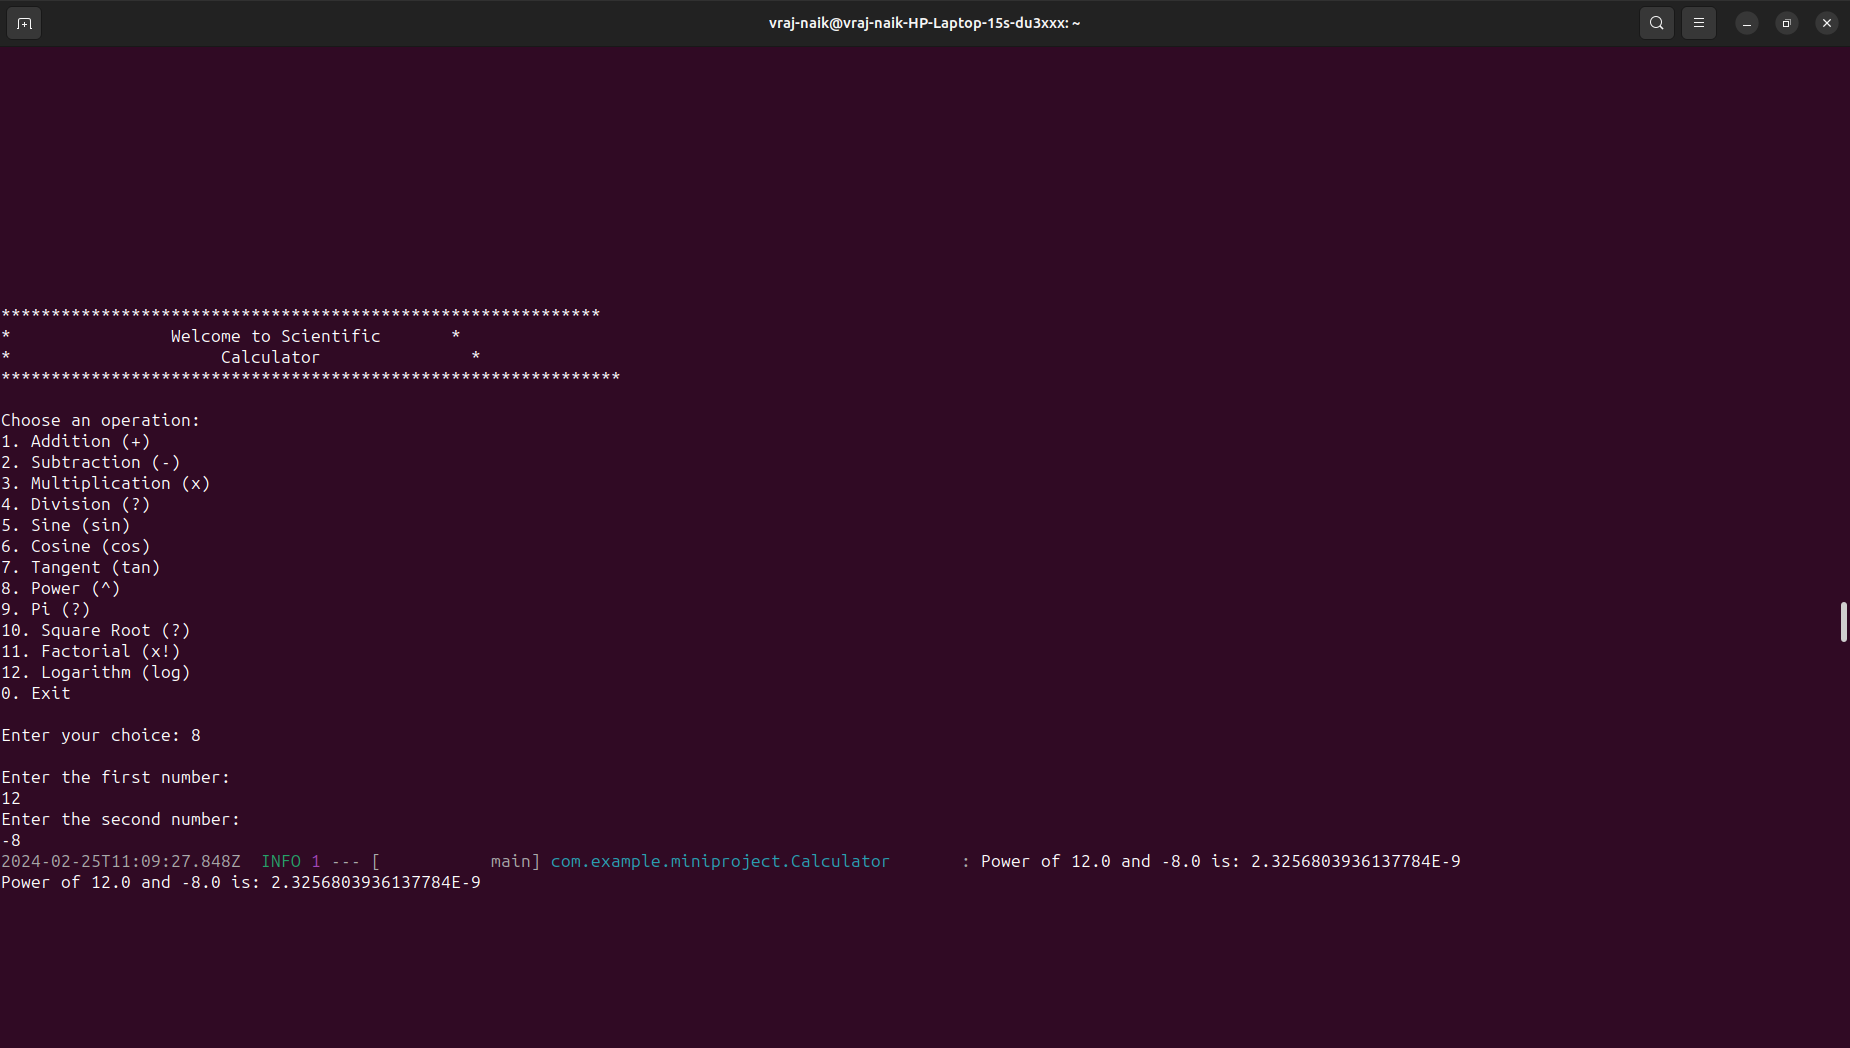 vraj-naik@vraj-naik-HP-Laptop-15s-du3xxx: ~
************************************************************
*                Welcome to Scientific       *
*                     Calculator               *
**************************************************************
Choose an operation:
1. Addition (+)
2. Subtraction (-)
3. Multiplication (x)
4. Division (?)
5. Sine (sin)
6. Cosine (cos)
7. Tangent (tan)
8. Power (^)
9. Pi (?)
10. Square Root (?)
11. Factorial (x!)
12. Logarithm (log)
0. Exit
Enter your choice: 8
Enter the first number:
12
Enter the second number:
-8
2024-02-25T11:09:27.848Z  INFO 1 --- [           main] com.example.miniproject.Calculator       : Power of 12.0 and -8.0 is: 2.3256803936137784E-9
Power of 12.0 and -8.0 is: 2.3256803936137784E-9